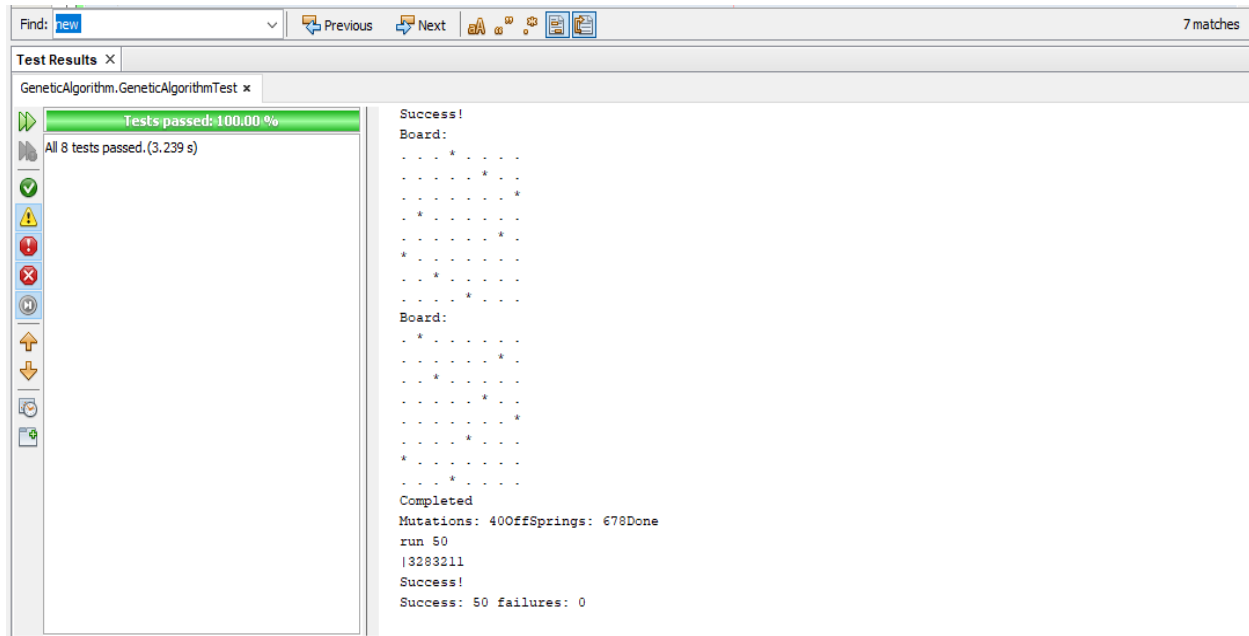 Find: new Previous Next 7 matches
Test Results
GeneticAlgorithm.GeneticAlgorithmTest
Tests passed: 100.00 %
All 8 tests passed.(3.239 s)
Success!
Board:
. . . * . . . .
. . . . . * . .
. . . . . . . *
. * . . . . . .
. . . . . . * .
* . . . . . . .
. . * . . . . .
. . . . * . . .
Board:
. * . . . . . .
. . . . . . * .
. . * . . . . .
. . . . . * . .
. . . . . . . *
. . . . * . . .
* . . . . . . .
. . . * . . . .
Completed
Mutations: 40OffSprings: 678Done
run 50
|3283211
Success!
Success: 50 failures: 0